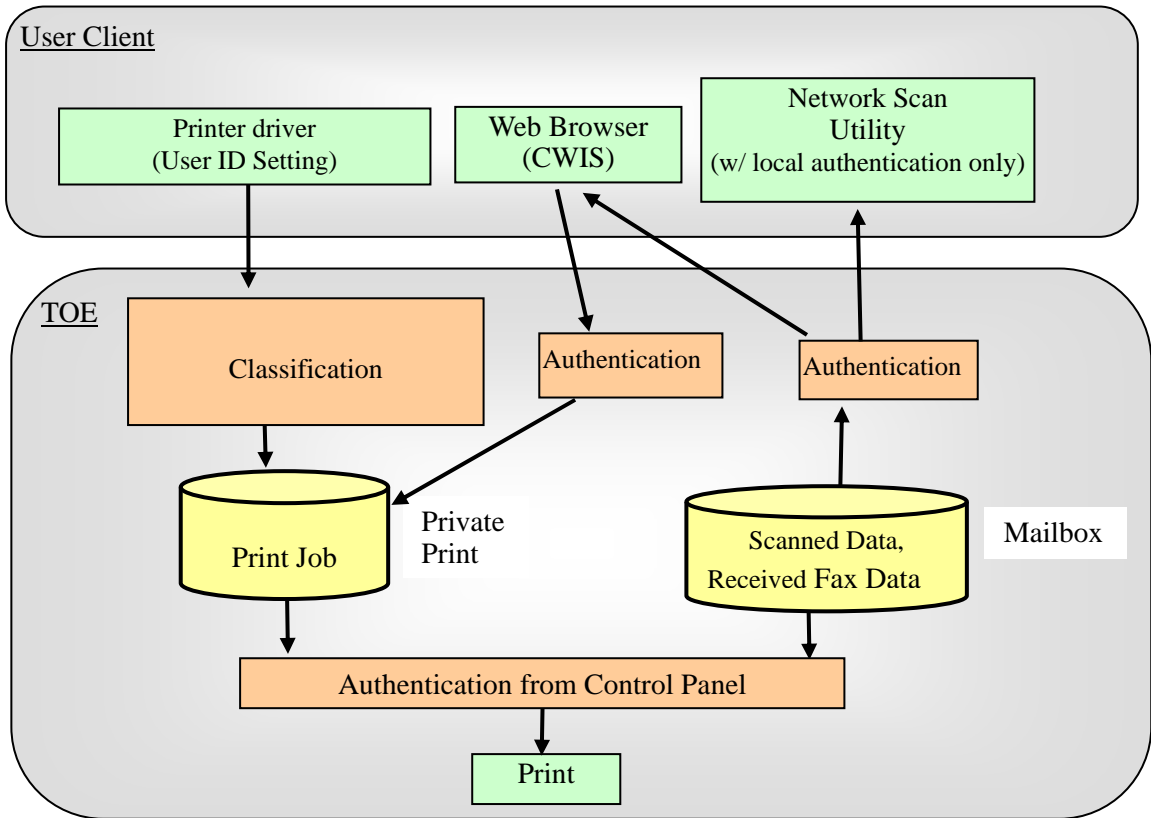 User Client
Printer driver
(User ID Setting)
Web Browser
(CWIS)
Network Scan
Utility
(w/ local authentication only)
TOE
Classification
Authentication
Authentication
Print Job
Private
Print
Scanned Data,
Received Fax Data
Mailbox
Authentication from Control Panel
Print